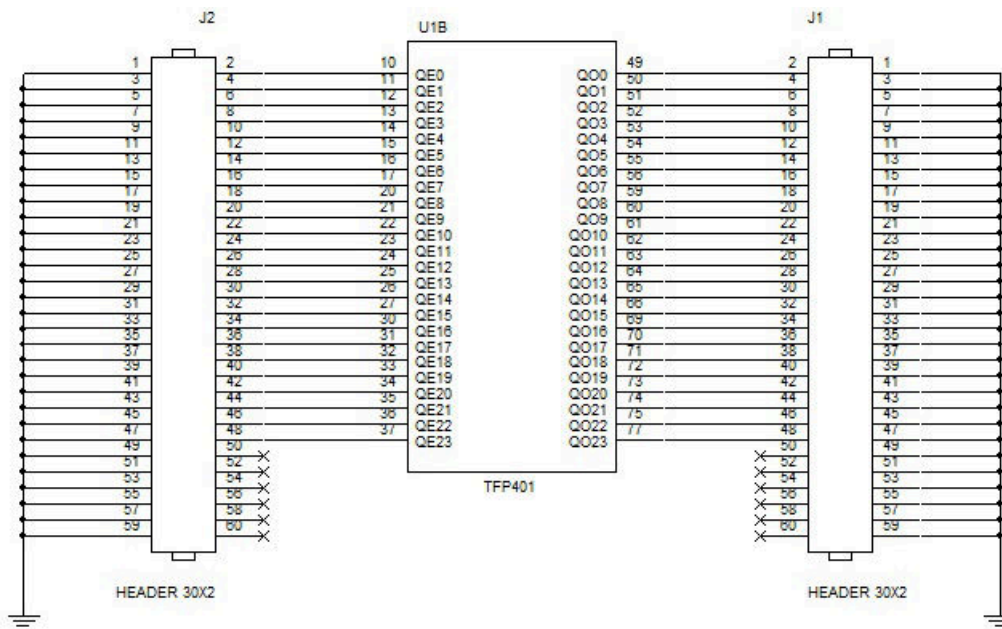 J2 U1B J1
1 2 10 QE0 QO0 49 2 1
3 4 11 QE1 QO1 50 4 3
5 6 12 QE2 QO2 51 6 5
7 8 13 QE3 QO3 52 8 7
9 10 14 QE4 QO4 53 10 9
11 12 15 QE5 QO5 54 12 11
13 14 16 QE6 QO6 55 14 13
15 16 17 QE7 QO7 56 16 15
17 18 20 QE8 QO8 59 18 17
19 20 21 QE9 QO9 60 20 19
21 22 22 QE10 QO10 61 22 21
23 24 23 QE11 QO11 62 24 23
25 26 24 QE12 QO12 63 26 25
27 28 25 QE13 QO13 64 28 27
29 30 26 QE14 QO14 65 30 29
31 32 27 QE15 QO15 66 32 31
33 34 30 QE16 QO16 69 34 33
35 36 31 QE17 QO17 70 36 35
37 38 32 QE18 QO18 71 38 37
39 40 33 QE19 QO19 72 40 39
41 42 34 QE20 QO20 73 42 41
43 44 35 QE21 QO21 74 44 43
45 46 36 QE22 QO22 75 46 45
47 48 37 QE23 QO23 77 48 47
49 50 50 49
51 52 52 51
53 54 54 53
55 56 56 55
57 58 58 57
59 60 60 59
TFP401
HEADER 30X2 HEADER 30X2